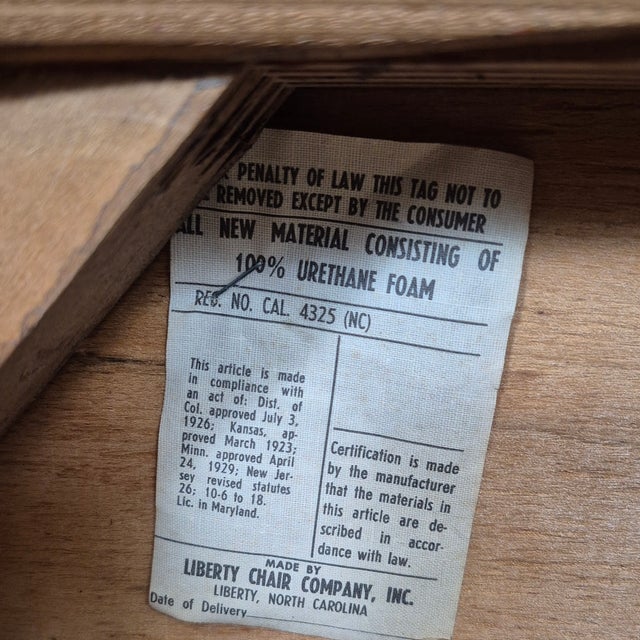 PENALTY OF LAW THIS TAG NOT TO
REMOVED EXCEPT BY THE CONSUMER
ALL NEW MATERIAL CONSISTING OF
100% URETHANE FOAM
REG. NO. CAL. 4325 (NC)
This article is made
in compliance with
an act of: Dist. of
Col. approved July 3,
1926; Kansas, ap-
proved March 1923;
Minn. approved April
24, 1929; New Jer-
sey revised statutes
26: 10-6 to 18.
Lic. in Maryland.
Certification is made
by the manufacturer
that the materials in
this article are de-
scribed in accor-
dance with law.
MADE BY
LIBERTY CHAIR COMPANY, INC.
LIBERTY, NORTH CAROLINA
Date of Delivery